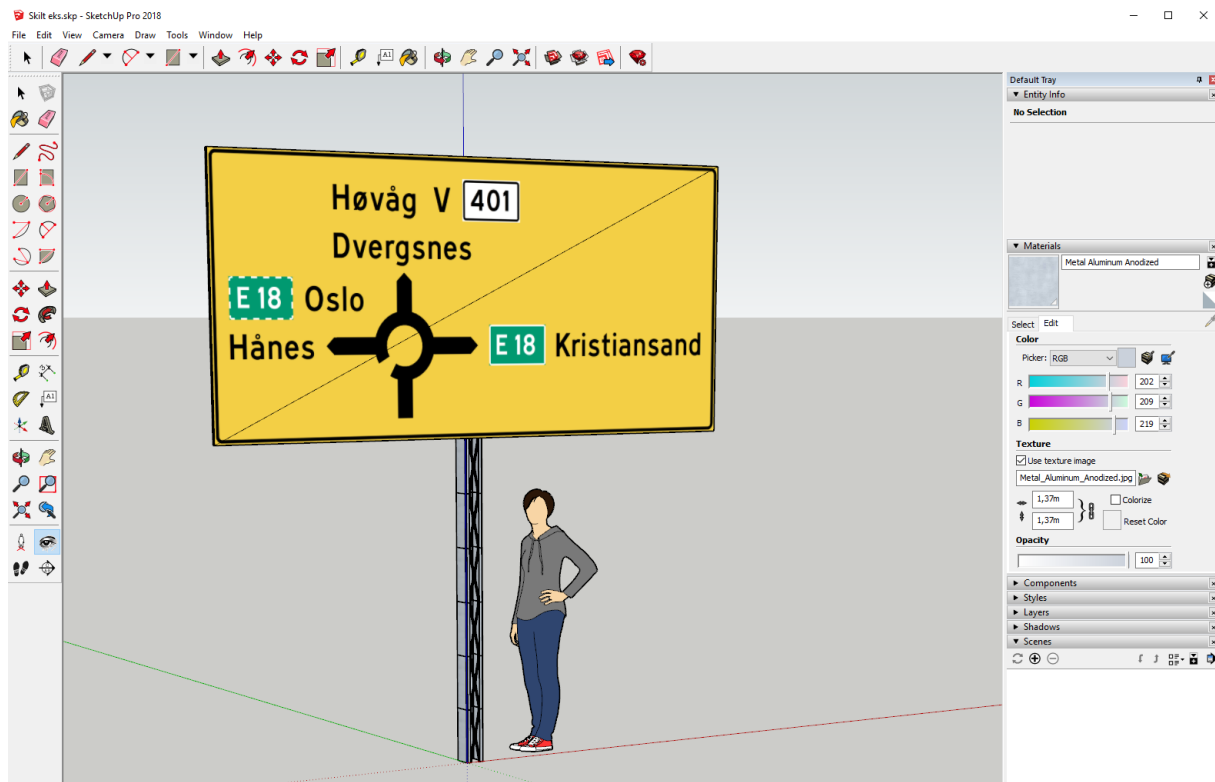 Skilt eks.skp - SketchUp Pro 2018
File Edit View Camera Draw Tools Window Help
A1
Default Tray
Entity Info
No Selection
Høvåg V 401
Dvergsnes
E 18 Oslo
Hånes
E 18 Kristiansand
A1
Materials
Metal Aluminum Anodized
Select Edit
Color
Picker: RGB
R 202
G 209
B 219
Texture
Use texture image
Metal_Aluminum_Anodized.jpg
1,37m Colorize
1,37m Reset Color
Opacity
100
Components
Styles
Layers
Shadows
Scenes